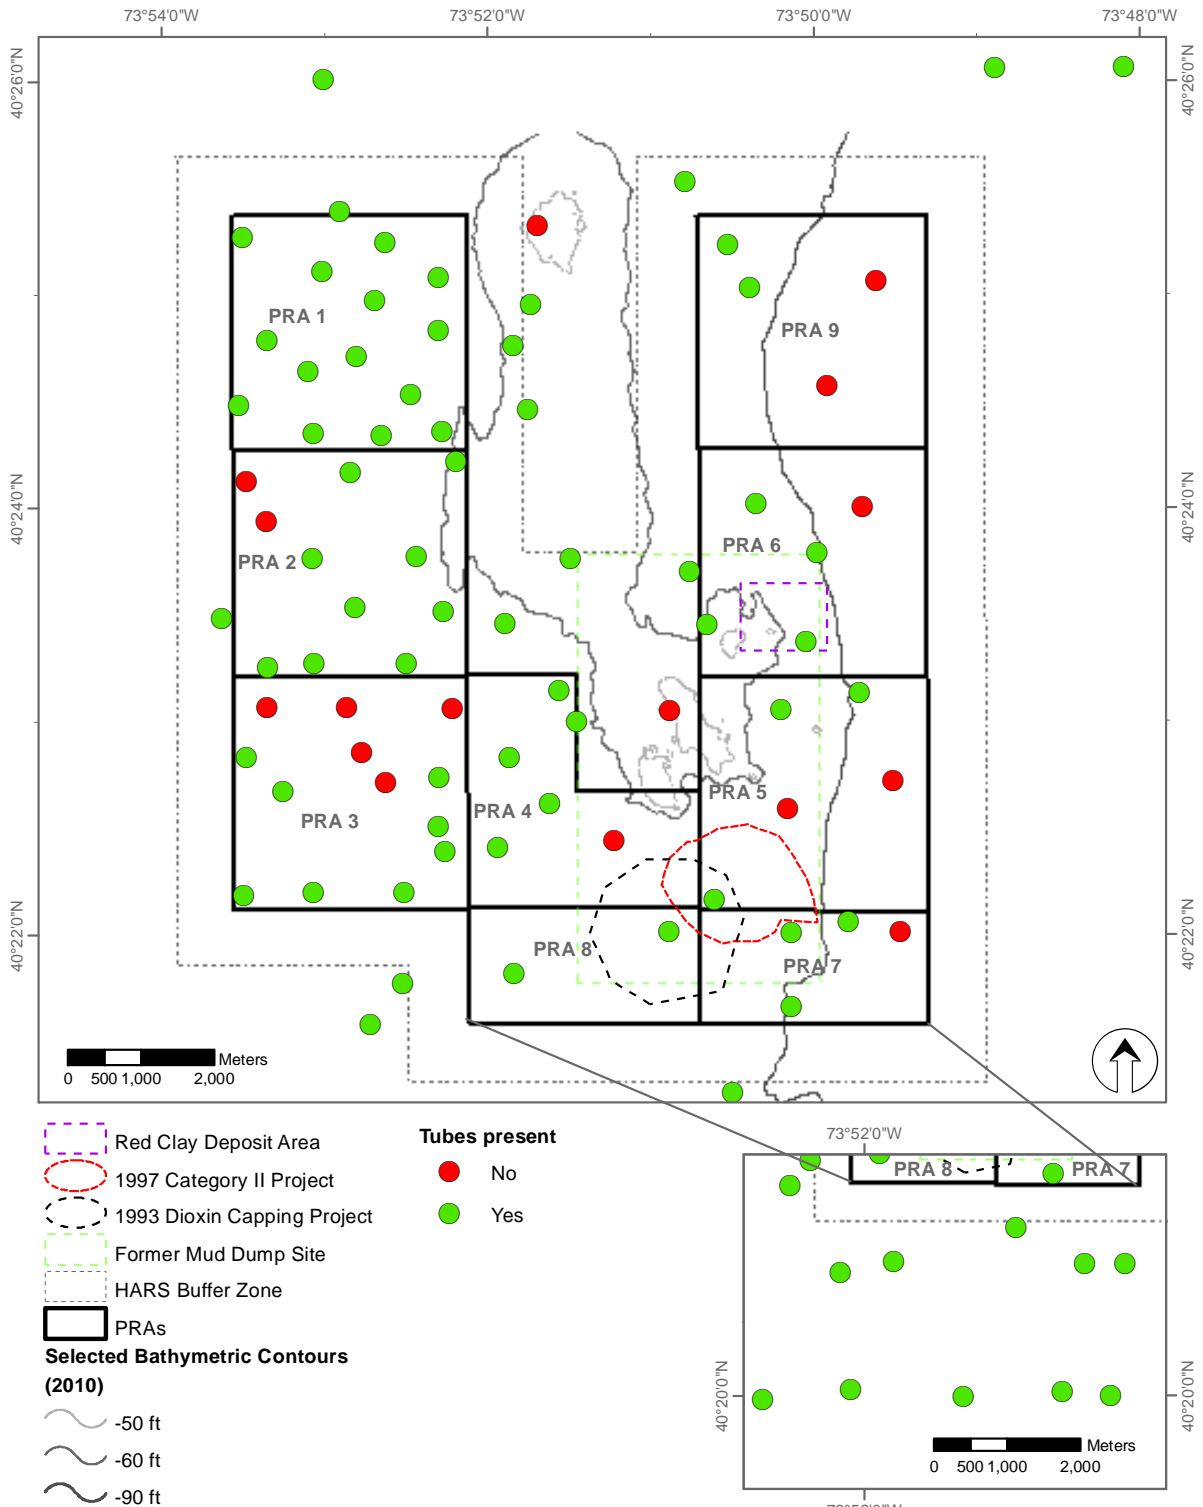 73°54'0"W
73°52'0"W
73°50'0"W
73°48'0"W
40°26'0"N
40°26'0"N
PRA 1
PRA 9
40°24'0"N
40°24'0"N
PRA 6
PRA 2
PRA 5
PRA 4
PRA 3
40°22'0"N
40°22'0"N
PRA 8
PRA 7
Meters
0 500 1,000 2,000
Red Clay Deposit Area
1997 Category II Project
1993 Dioxin Capping Project
Former Mud Dump Site
HARS Buffer Zone
PRAs
Selected Bathymetric Contours
(2010)
-50 ft
-60 ft
-90 ft
Tubes present
No
Yes
73°52'0"W
PRA 8
PRA 7
40°20'0"N
40°20'0"N
Meters
0 500 1,000 2,000